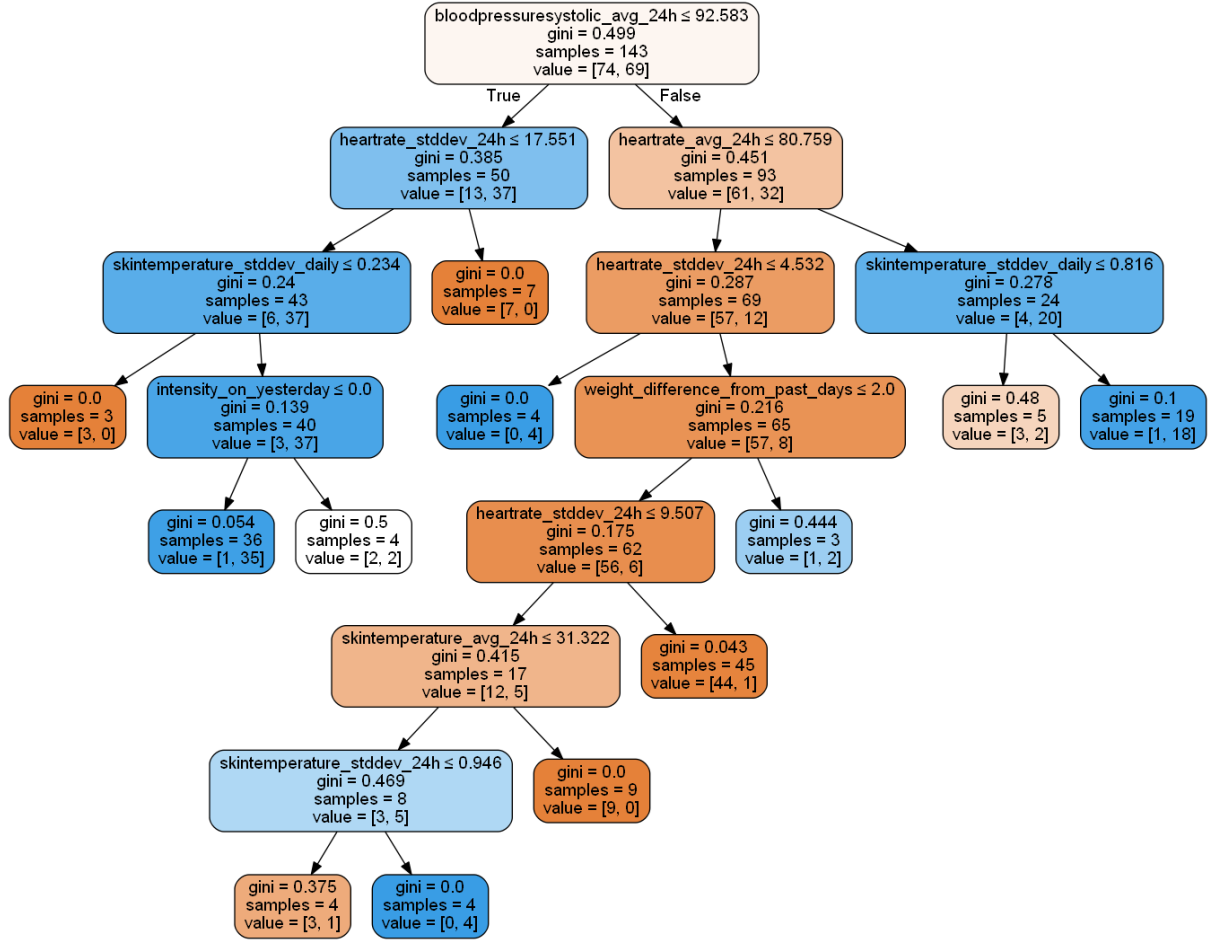 bloodpressuresystolic_avg_24h ≤ 92.583
gini = 0.499
samples = 143
value = [74, 69]
True
False
heartrate_stddev_24h ≤ 17.551
gini = 0.385
samples = 50
value = [13, 37]
heartrate_avg_24h ≤ 80.759
gini = 0.451
samples = 93
value = [61, 32]
skintemperature_stddev_daily ≤ 0.234
gini = 0.24
samples = 43
value = [6, 37]
gini = 0.0
samples = 7
value = [7, 0]
heartrate_stddev_24h ≤ 4.532
gini = 0.287
samples = 69
value = [57, 12]
skintemperature_stddev_daily ≤ 0.816
gini = 0.278
samples = 24
value = [4, 20]
gini = 0.0
samples = 3
value = [3, 0]
intensity_on_yesterday ≤ 0.0
gini = 0.139
samples = 40
value = [3, 37]
gini = 0.0
samples = 4
value = [0, 4]
weight_difference_from_past_days ≤ 2.0
gini = 0.216
samples = 65
value = [57, 8]
gini = 0.48
samples = 5
value = [3, 2]
gini = 0.1
samples = 19
value = [1, 18]
gini = 0.054
samples = 36
value = [1, 35]
gini = 0.5
samples = 4
value = [2, 2]
heartrate_stddev_24h ≤ 9.507
gini = 0.175
samples = 62
value = [56, 6]
gini = 0.444
samples = 3
value = [1, 2]
skintemperature_avg_24h ≤ 31.322
gini = 0.415
samples = 17
value = [12, 5]
gini = 0.043
samples = 45
value = [44, 1]
skintemperature_stddev_24h ≤ 0.946
gini = 0.469
samples = 8
value = [3, 5]
gini = 0.0
samples = 9
value = [9, 0]
gini = 0.375
samples = 4
value = [3, 1]
gini = 0.0
samples = 4
value = [0, 4]